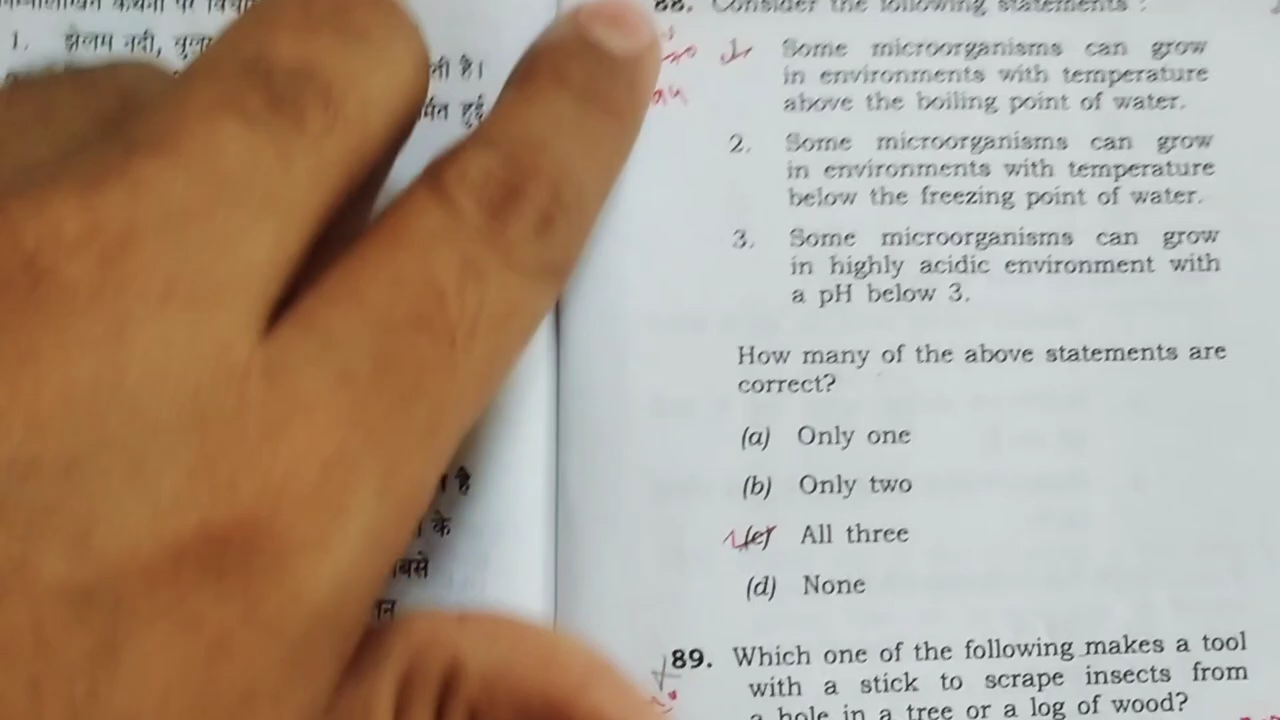 1. झेलम नदी,
है।
हुई
है
के
88. Consider the following statements :
1. Some microorganisms can grow
in environments with temperature
above the boiling point of water.
2. Some microorganisms can grow
in environments with temperature
below the freezing point of water.
3. Some microorganisms can grow
in highly acidic environment with
a pH below 3.
How many of the above statements are
correct?
(a) Only one
(b) Only two
(c) All three
(d) None
89. Which one of the following makes a tool
with a stick to scrape insects from
a hole in a tree or a log of wood?